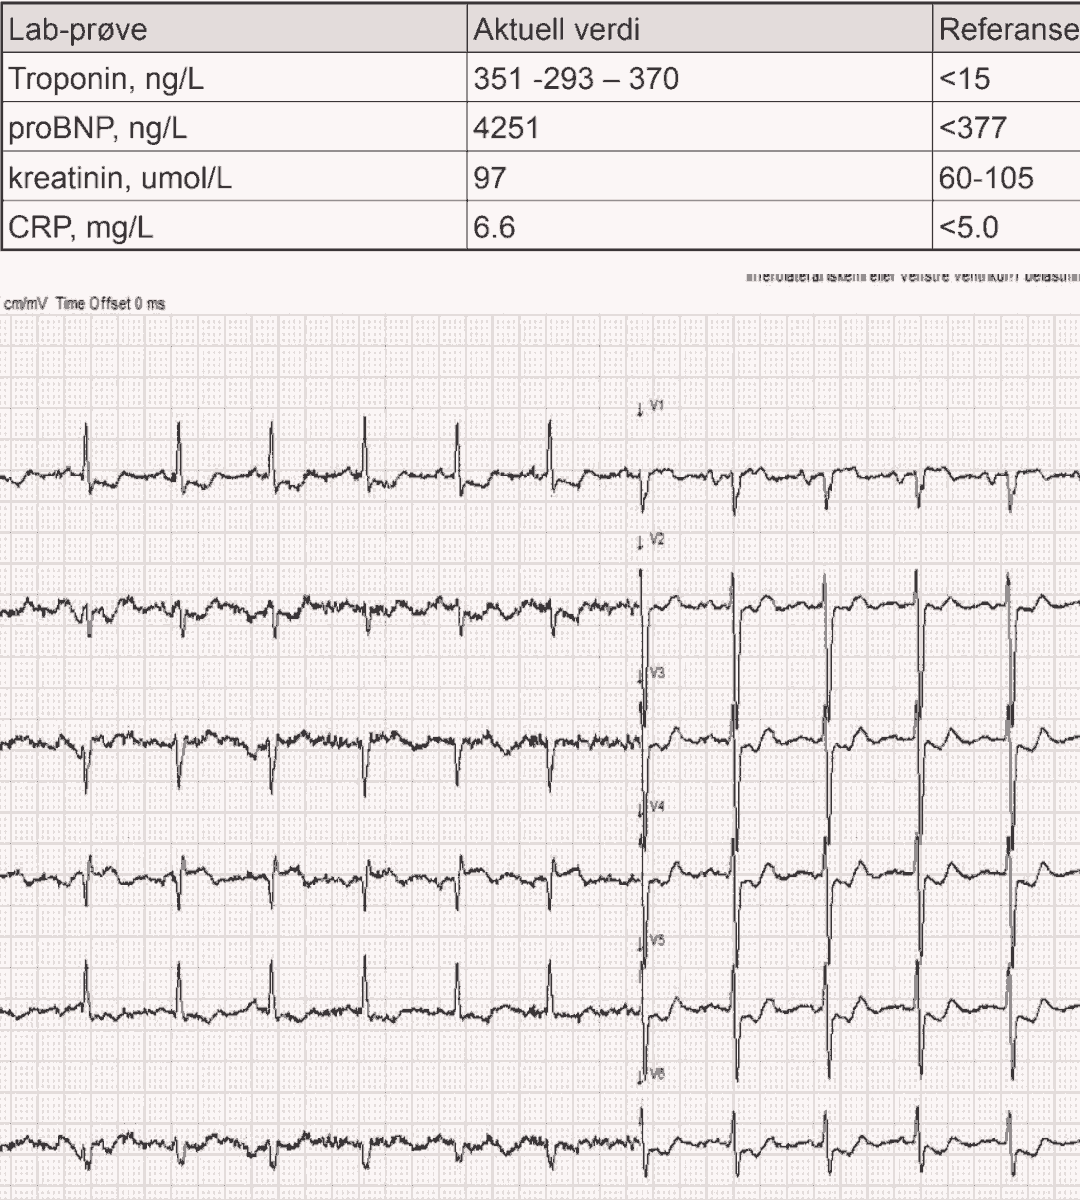 Lab-prøve Aktuell verdi Referanse
Troponin, ng/L 351 -293 – 370 <15
proBNP, ng/L 4251 <377
kreatinin, umol/L 97 60-105
CRP, mg/L 6.6 <5.0
eller venstre
cm/mV Time Offset 0 ms
V1
V2
V3
V4
V5
V6